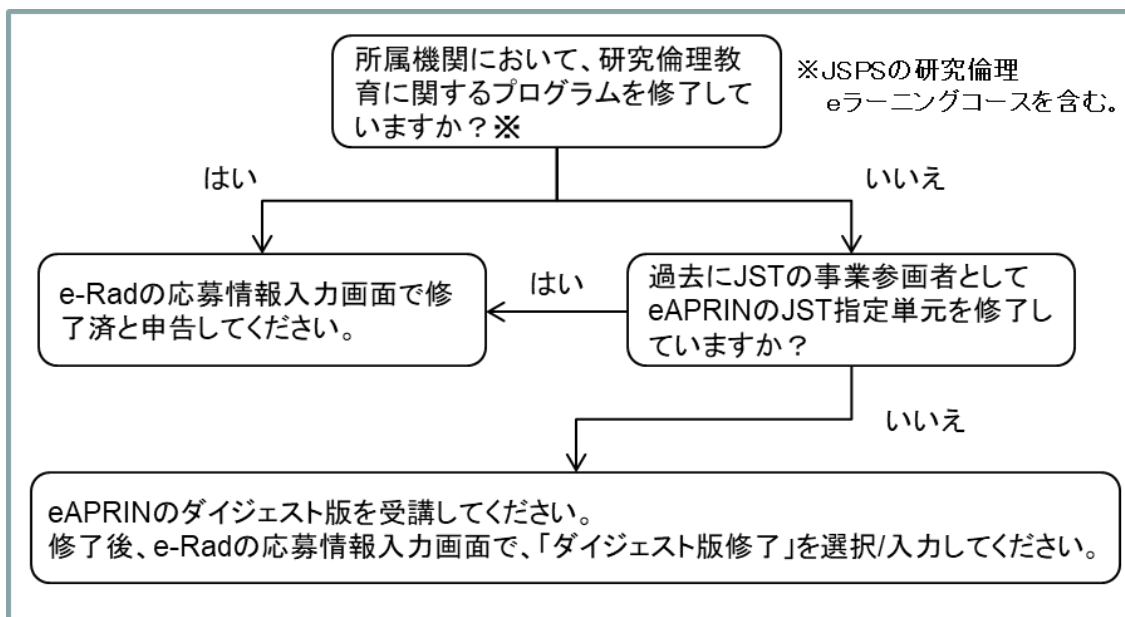 所属機関において、研究倫理教
育に関するプログラムを修了して
いますか？※
※JSPSの研究倫理
eラーニングコースを含む。
はい
いいえ
e-Radの応募情報入力画面で修
了済と申告してください。
はい
過去にJSTの事業参画者として
eAPRINのJST指定単元を修了し
ていますか？
いいえ
eAPRINのダイジェスト版を受講してください。
修了後、e-Radの応募情報入力画面で、「ダイジェスト版修了」を選択/入力してください。